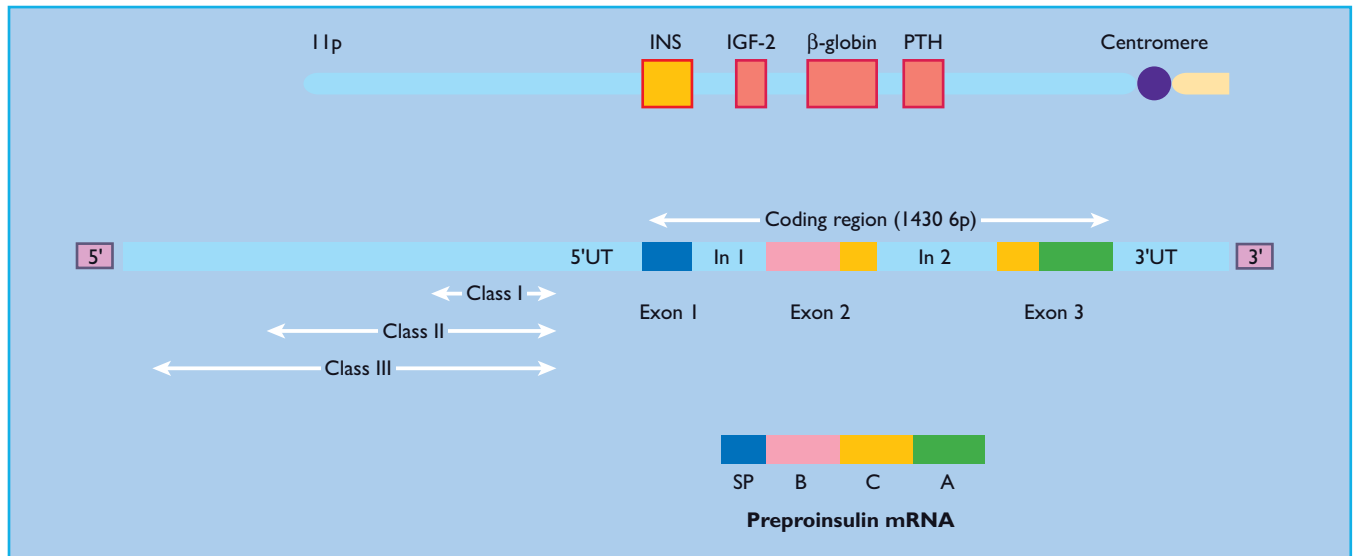 11p INS IGF-2 β-globin PTH Centromere
Coding region (1430 6p)
5' 5'UT In 1 In 2 3'UT 3'
Class I
Exon 1 Exon 2 Exon 3
Class II
Class III
SP B C A
Preproinsulin mRNA